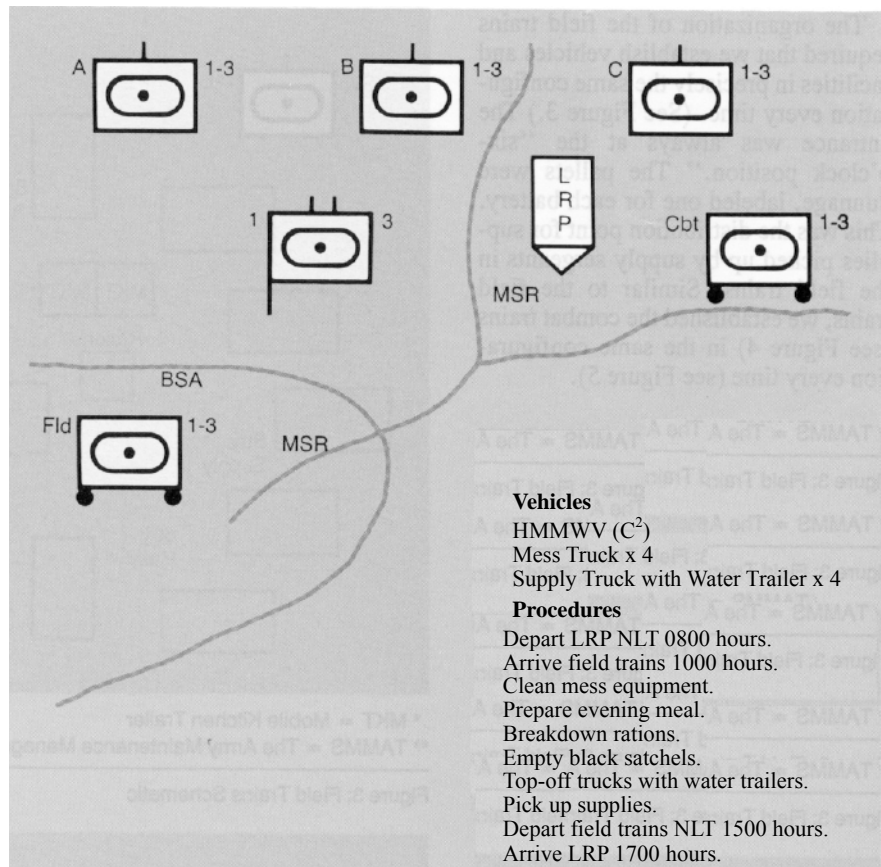 A 1-3
B 1-3
C 1-3
1 3
L
R
P
Cbt 1-3
MSR
BSA
Fld 1-3
MSR
Vehicles
HMMWV (C²)
Mess Truck x 4
Supply Truck with Water Trailer x 4
Procedures
Depart LRP NLT 0800 hours.
Arrive field trains 1000 hours.
Clean mess equipment.
Prepare evening meal.
Breakdown rations.
Empty black satchels.
Top-off trucks with water trailers.
Pick up supplies.
Depart field trains NLT 1500 hours.
Arrive LRP 1700 hours.